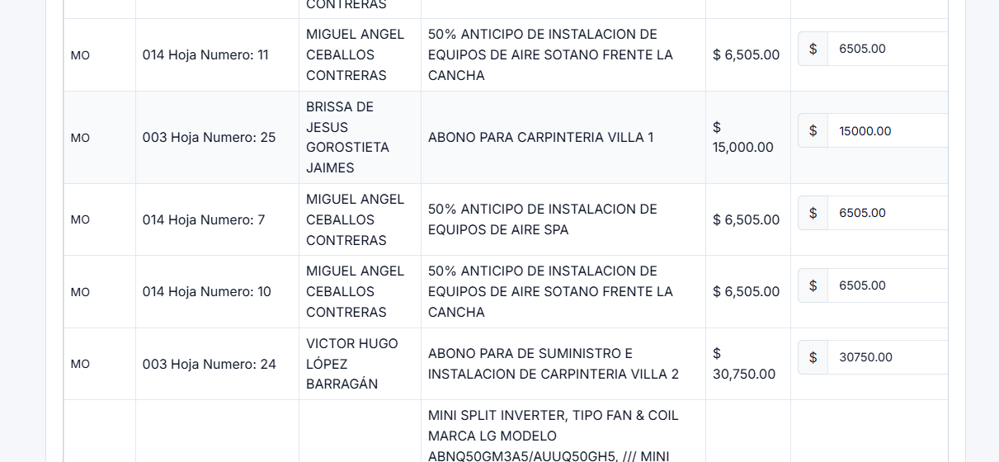 CONTRERAS
MO
014 Hoja Numero: 11
MIGUEL ANGEL
CEBALLOS
CONTRERAS
50% ANTICIPO DE INSTALACION DE
EQUIPOS DE AIRE SOTANO FRENTE LA
CANCHA
$ 6,505.00
$ 6505.00
MO
003 Hoja Numero: 25
BRISSA DE
JESUS
GOROSTIETA
JAIMES
ABONO PARA CARPINTERIA VILLA 1
$
15,000.00
$ 15000.00
MO
014 Hoja Numero: 7
MIGUEL ANGEL
CEBALLOS
CONTRERAS
50% ANTICIPO DE INSTALACION DE
EQUIPOS DE AIRE SPA
$ 6,505.00
$ 6505.00
MO
014 Hoja Numero: 10
MIGUEL ANGEL
CEBALLOS
CONTRERAS
50% ANTICIPO DE INSTALACION DE
EQUIPOS DE AIRE SOTANO FRENTE LA
CANCHA
$ 6,505.00
$ 6505.00
MO
003 Hoja Numero: 24
VICTOR HUGO
LÓPEZ
BARRAGÁN
ABONO PARA DE SUMINISTRO E
INSTALACION DE CARPINTERIA VILLA 2
$
30,750.00
$ 30750.00
MINI SPLIT INVERTER, TIPO FAN & COIL
MARCA LG MODELO
ABNQ50GM3A5/AUUQ50GH5, /// MINI